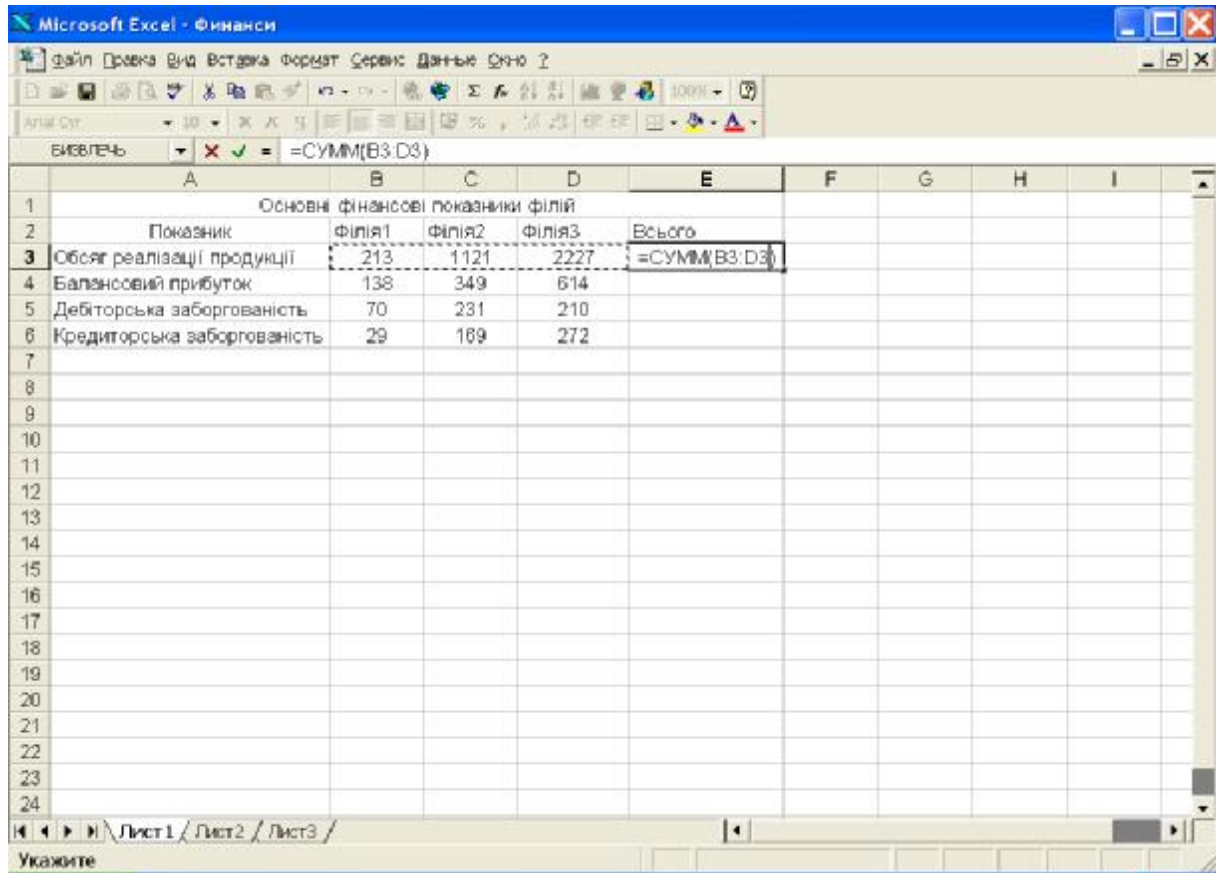 Microsoft Excel - Финанси
Файл Правка Вид Вставка Формат Сервис Данные Окно ?
100%
Arial Cyr 10 Ж К Ч
БИЗВЛЕЧЬ =СУММ(B3:D3)
A B C D E F G H I
1 Основні фінансові показники філій
2 Показник Філія1 Філія2 Філія3 Всього
3 Обсяг реалізації продукції 213 1121 2227 =СУММ(B3:D3)
4 Балансовий прибуток 138 349 614
5 Дебіторська заборгованість 70 231 210
6 Кредиторська заборгованість 29 169 272
7
8
9
10
11
12
13
14
15
16
17
18
19
20
21
22
23
24
Лист1 Лист2 Лист3
Укажите